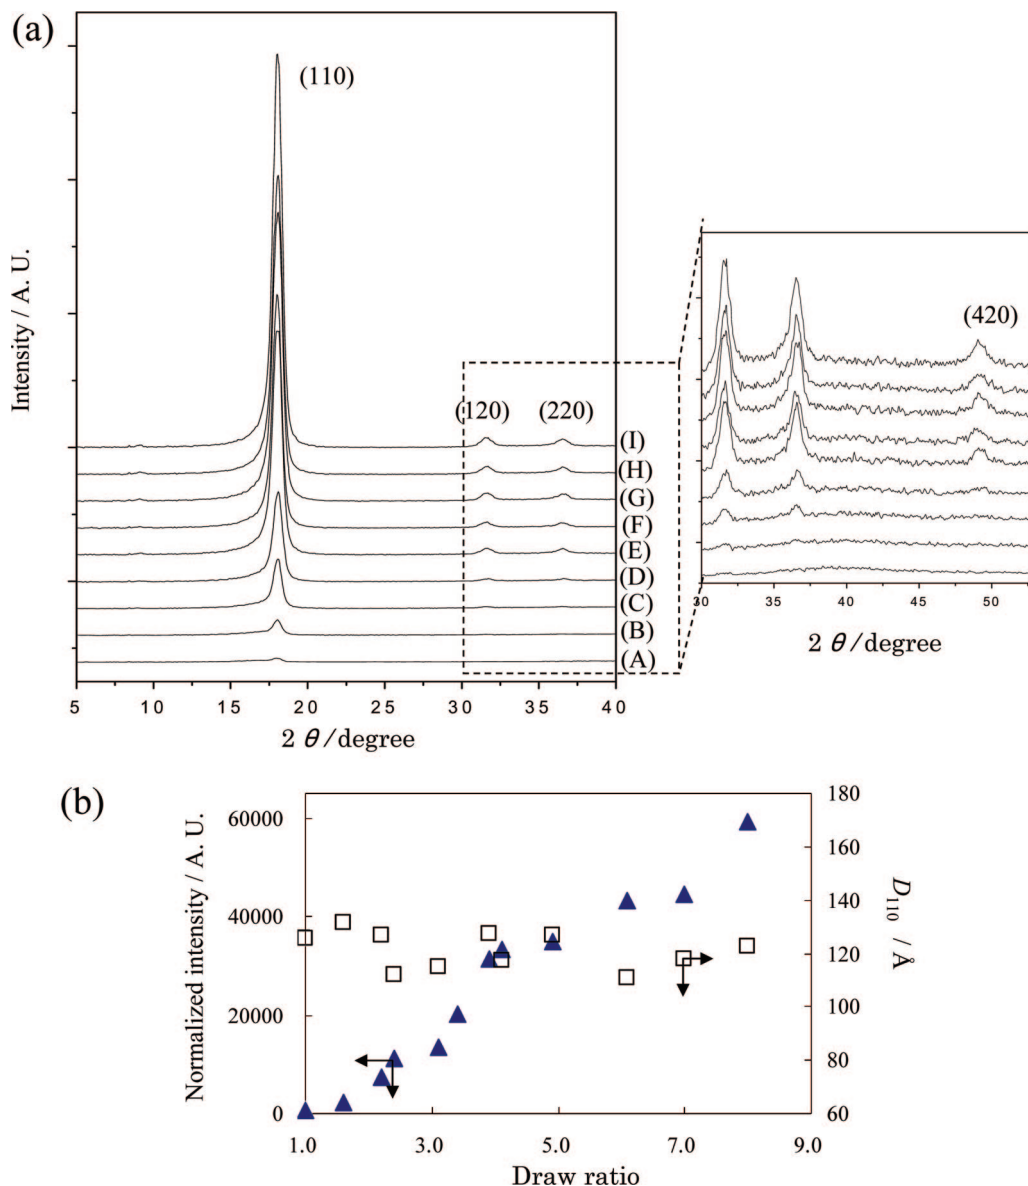 (a)
(110)
Intensity / A. U.
(120) (220)
(420)
(I)
(H)
(G)
(F)
(E)
(D)
(C)
(B)
(A)
5 10 15 20 25 30 35 40
2 θ/degree
30 35 40 45 50
2 θ/degree
(b)
Normalized intensity / A. U.
60000
40000
20000
0
180
160
140
120
100
80
60
D110 / Å
1.0 3.0 5.0 7.0 9.0
Draw ratio